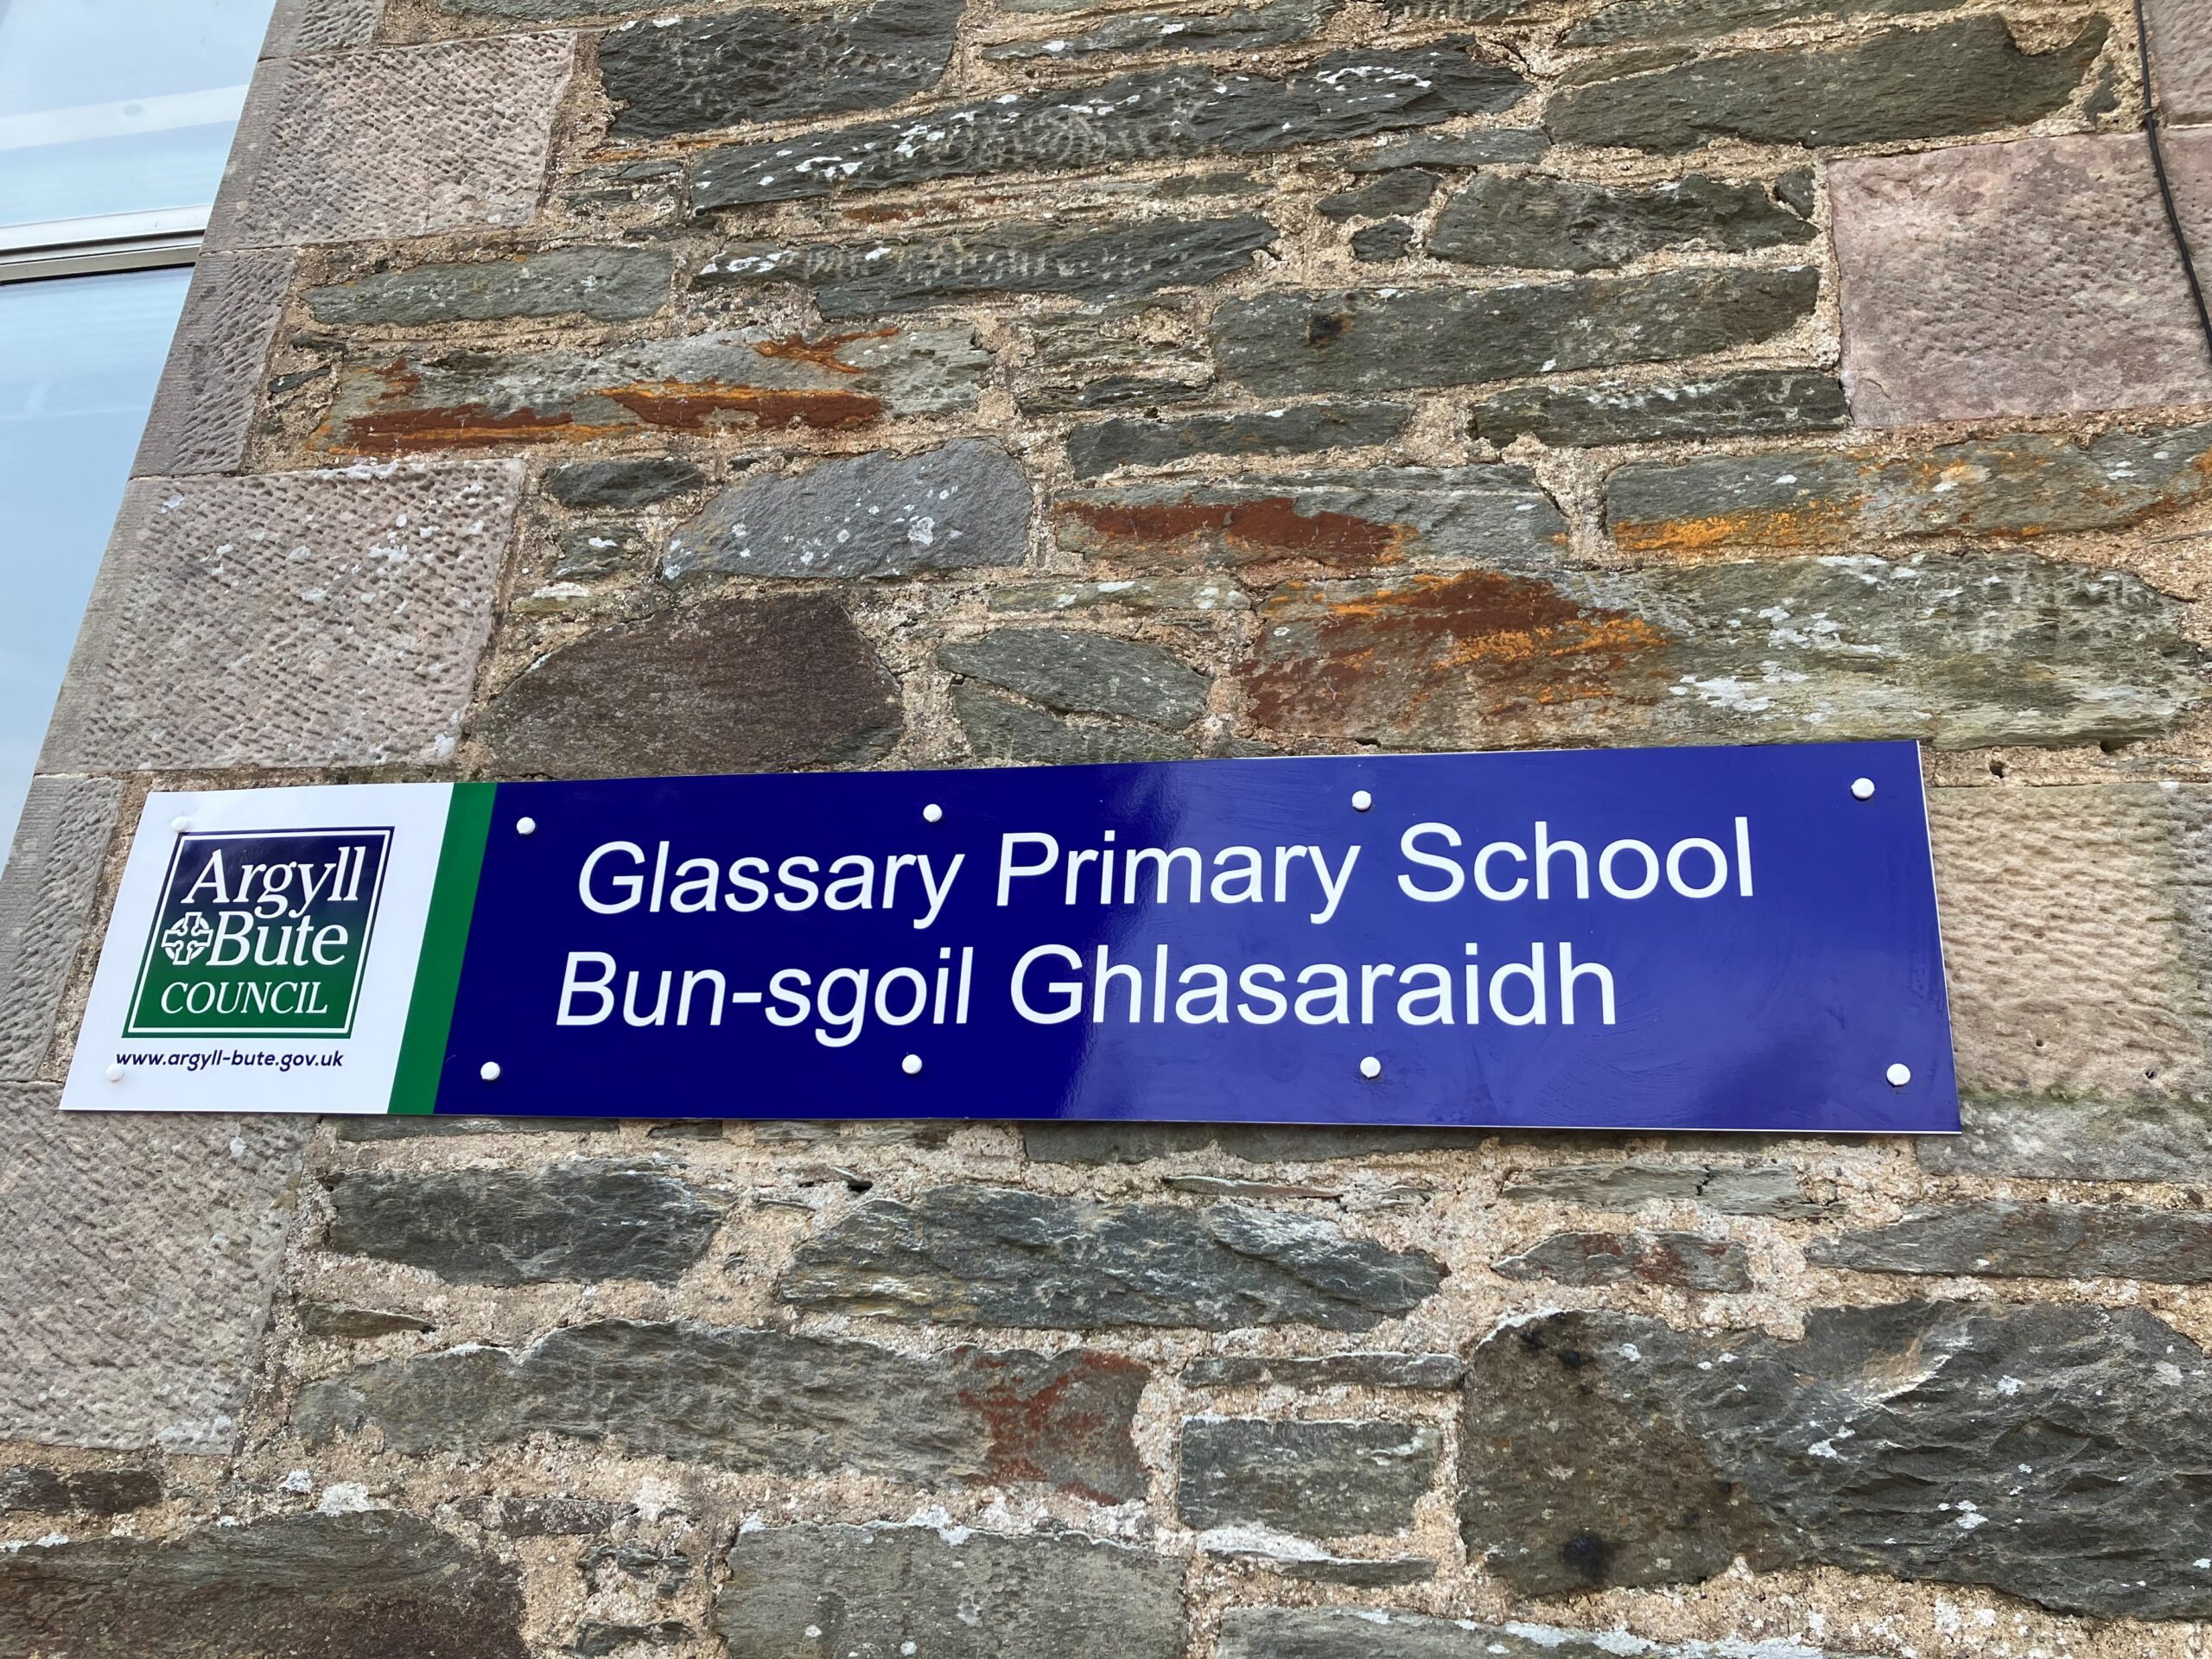 Argyll
Bute
COUNCIL
www.argyll-bute.gov.uk
Glassary Primary School
Bun-sgoil Ghlasaraidh